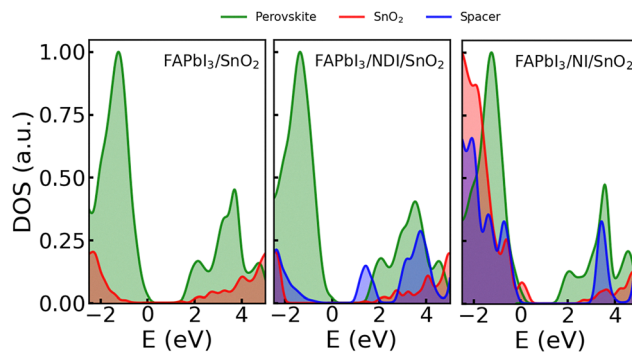 Perovskite SnO₂ Spacer
FAPbI₃/SnO₂ FAPbI₃/NDI/SnO₂ FAPbI₃/NI/SnO₂
1.00
0.75
0.50
0.25
0.00
DOS (a.u.)
−2 0 2 4 −2 0 2 4 −2 0 2 4
E (eV) E (eV) E (eV)